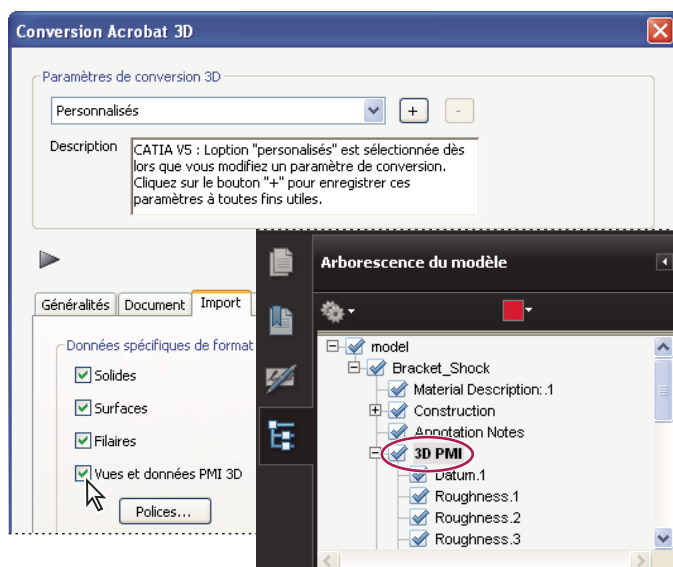 Conversion Acrobat 3D
Paramètres de conversion 3D
Personnalisés
+
-
Description
CATIA V5 : Loption "personalisés" est sélectionnée dès
lors que vous modifiez un paramètre de conversion.
Cliquez sur le bouton "+" pour enregistrer ces
paramètres à toutes fins utiles.
Généralités
Document
Import
Données spécifiques de format
Solides
Surfaces
Filaires
Vues et données PMI 3D
Polices...
Arborescence du modèle
model
Bracket_Shock
Material Description:.1
Construction
Annotation Notes
3D PMI
Datum.1
Roughness.1
Roughness.2
Roughness.3